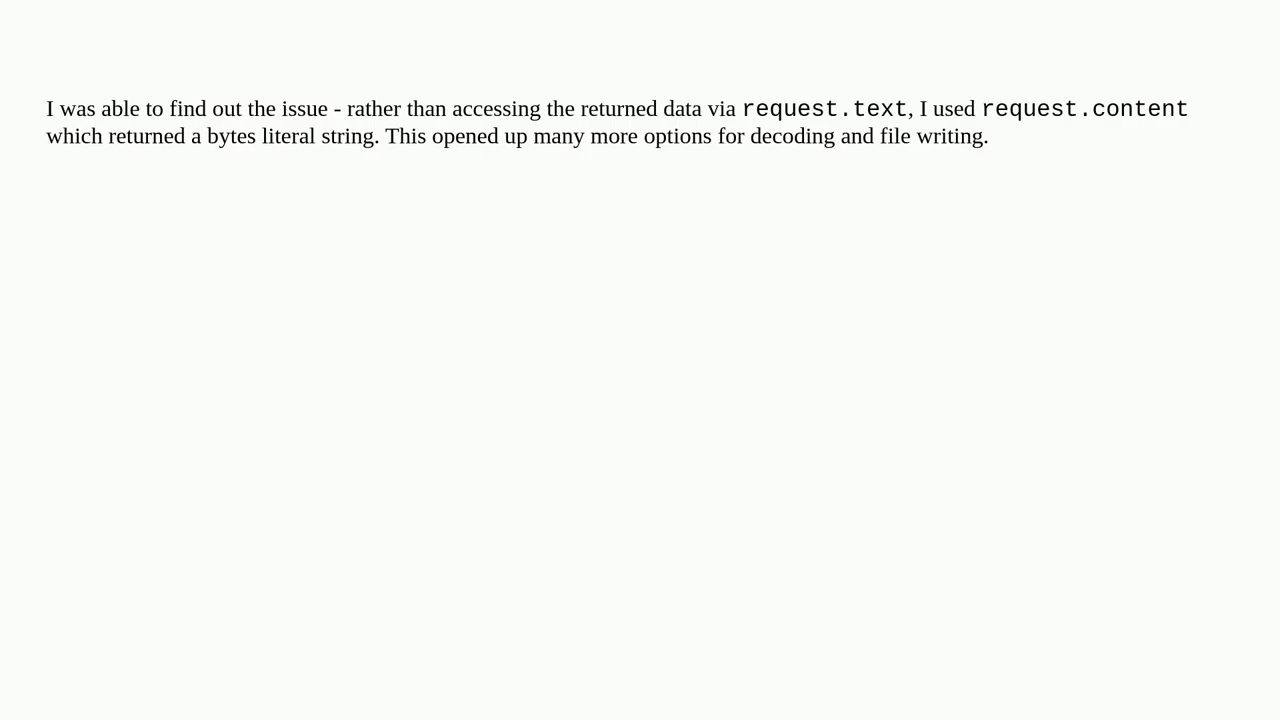 I was able to find out the issue - rather than accessing the returned data via request.text, I used request.content
which returned a bytes literal string. This opened up many more options for decoding and file writing.